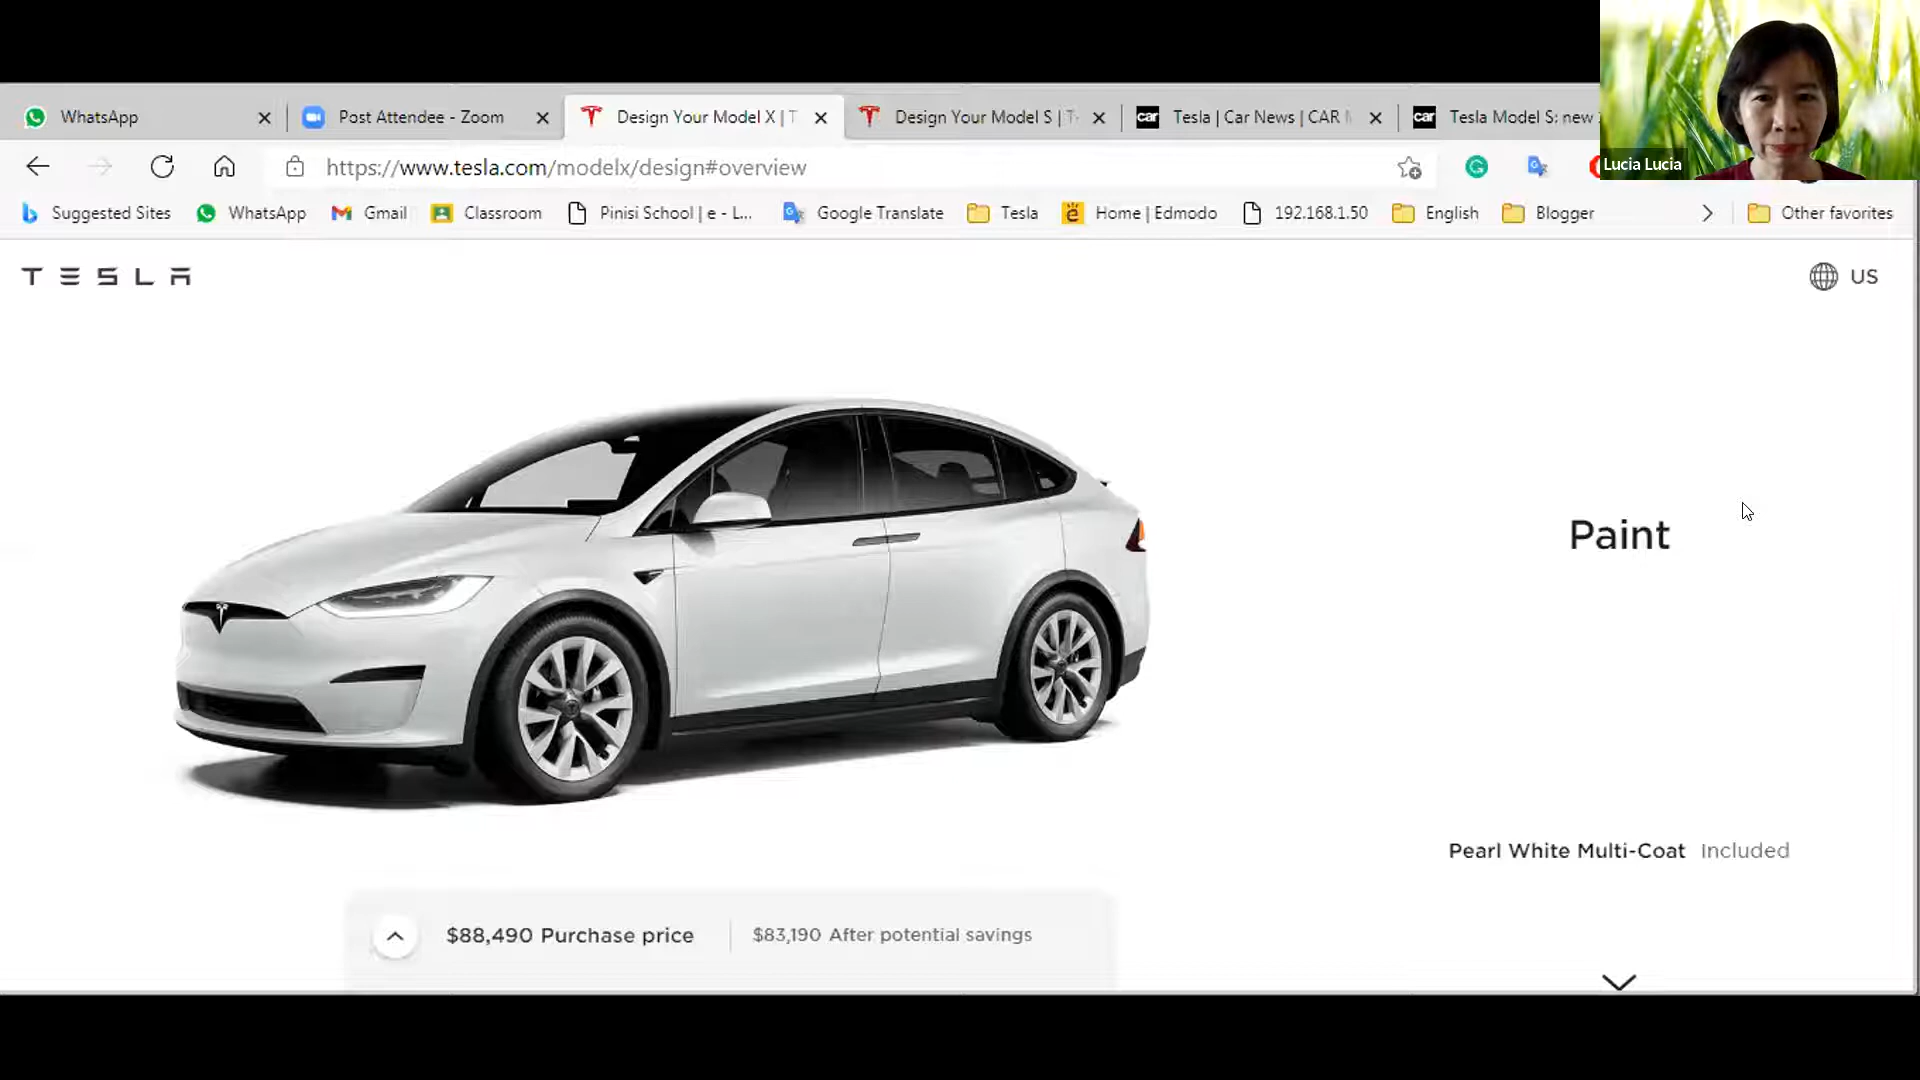 WhatsApp
Post Attendee - Zoom
Design Your Model X | T
Design Your Model S | T
car Tesla | Car News | CAR
car Tesla Model S: new
Lucia Lucia
https://www.tesla.com/modelx/design#overview
Suggested Sites
WhatsApp
Gmail
Classroom
Pinisi School | e - L...
Google Translate
Tesla
Home | Edmodo
192.168.1.50
English
Blogger
Other favorites
TESLA
US
Paint
Pearl White Multi-Coat Included
$88,490 Purchase price
$83,190 After potential savings